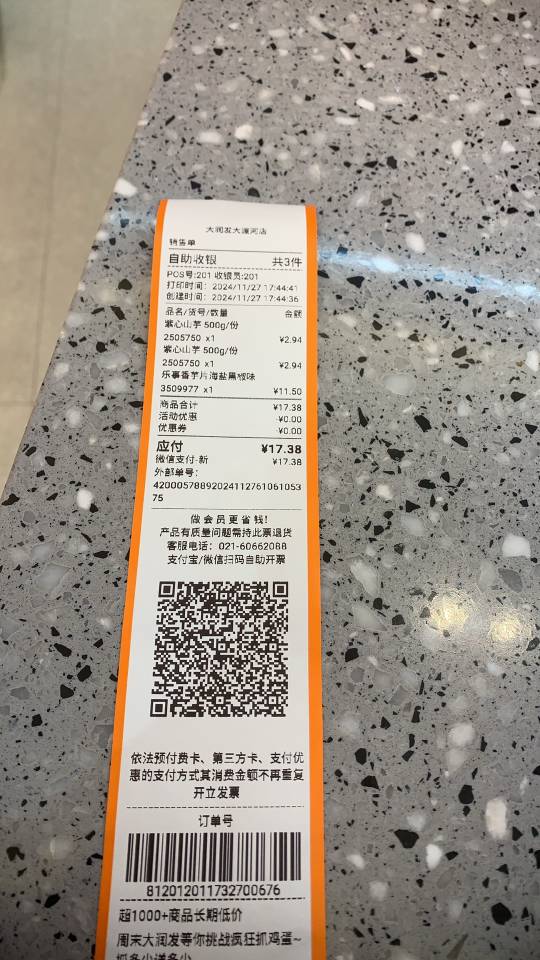 大润发大运河店
销售单
自助收银 共3件
POS号:201 收银员:201
打印时间: 2024/11/27 17:44:41
创建时间: 2024/11/27 17:44:36
品名/货号/数量 金额
紫心山芋 500g/份
2505750 x1 ¥2.94
紫心山芋 500g/份
2505750 x1 ¥2.94
乐事香芋片海盐黑椒味
3509977 x1 ¥11.50
商品合计 ¥17.38
活动优惠 -¥0.00
优惠券 -¥0.00
应付 ¥17.38
微信支付-新 ¥17.38
外部单号:
42000578892024112761061053
75
做会员更省钱!
产品有质量问题需持此票退货
客服电话: 021-60662088
支付宝/微信扫码自助开票
依法预付费卡、第三方卡、支付优
惠的支付方式其消费金额不再重复
开立发票
订单号
812012011732700676
超1000+商品长期低价
周末大润发等你挑战疯狂抓鸡蛋~
抓多少送多少